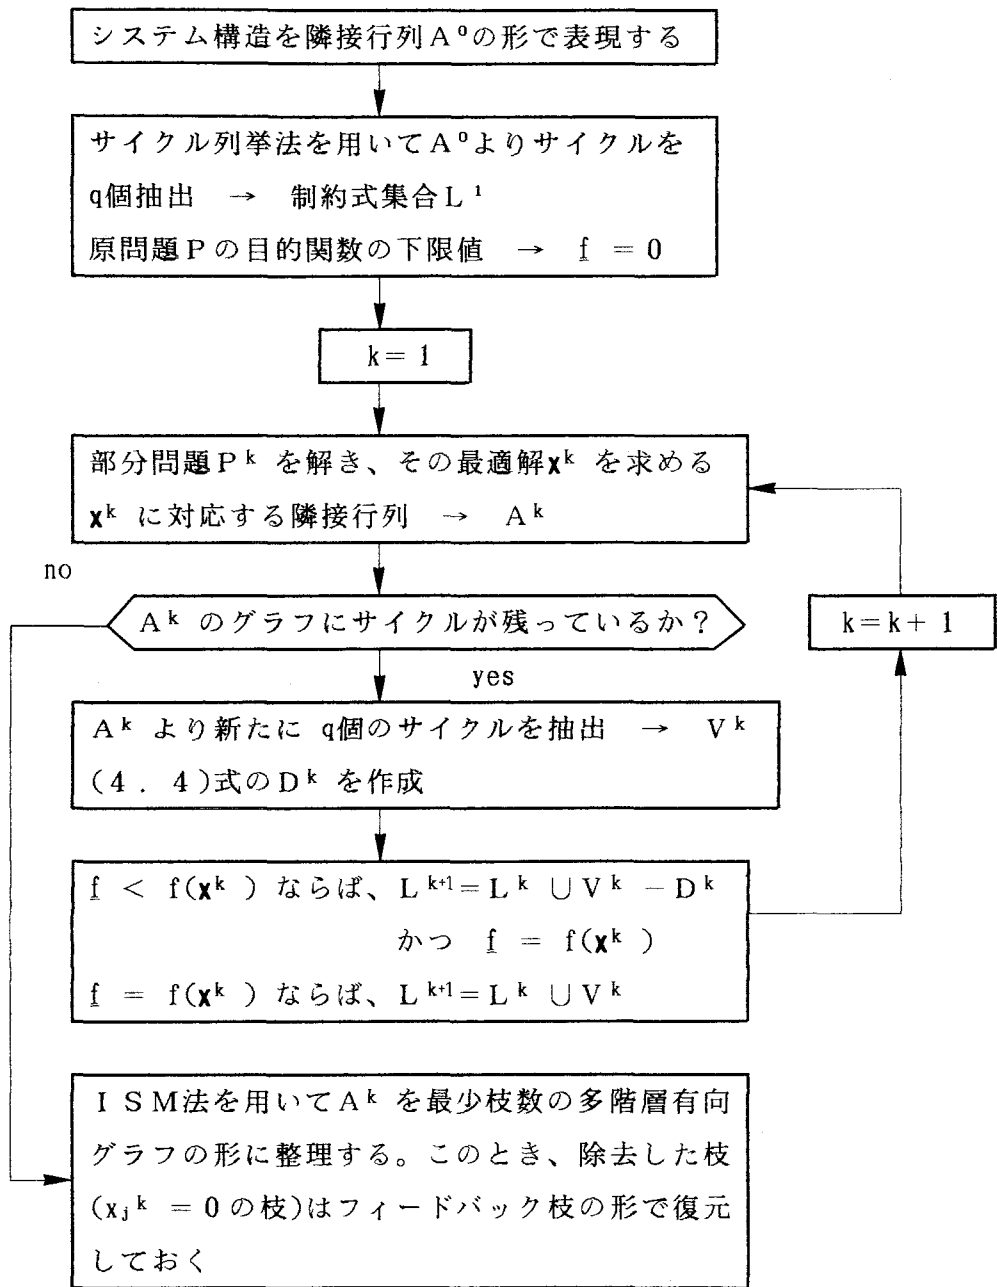 システム構造を隣接行列A⁰の形で表現する
サイクル列挙法を用いてA⁰よりサイクルを
q個抽出 → 制約式集合L¹
原問題Pの目的関数の下限値 → f̲ = 0
k= 1
部分問題Pᵏ を解き、その最適解xᵏ を求める
xᵏ に対応する隣接行列 → Aᵏ
no
Aᵏ のグラフにサイクルが残っているか?
k=k+ 1
yes
Aᵏ より新たに q個のサイクルを抽出 → Vᵏ
(4.4)式のDᵏ を作成
f̲ < f(xᵏ ) ならば、Lᵏ⁺¹=Lᵏ ∪ Vᵏ − Dᵏ
かつ f̲ = f(xᵏ )
f̲ = f(xᵏ ) ならば、Lᵏ⁺¹=Lᵏ ∪ Vᵏ
ISM法を用いてAᵏ を最少枝数の多階層有向
グラフの形に整理する。このとき、除去した枝
(xⱼᵏ =0の枝)はフィードバック枝の形で復元
しておく